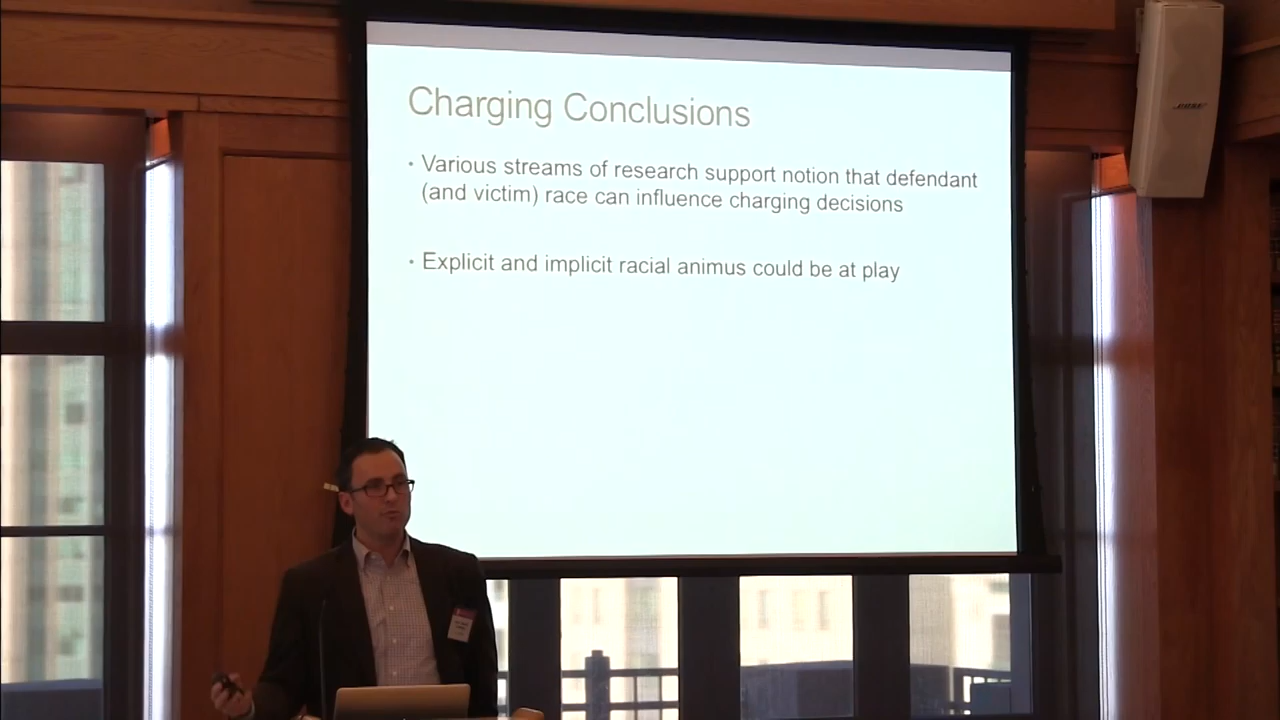 Charging Conclusions
• Various streams of research support notion that defendant
(and victim) race can influence charging decisions
• Explicit and implicit racial animus could be at play
BOSE